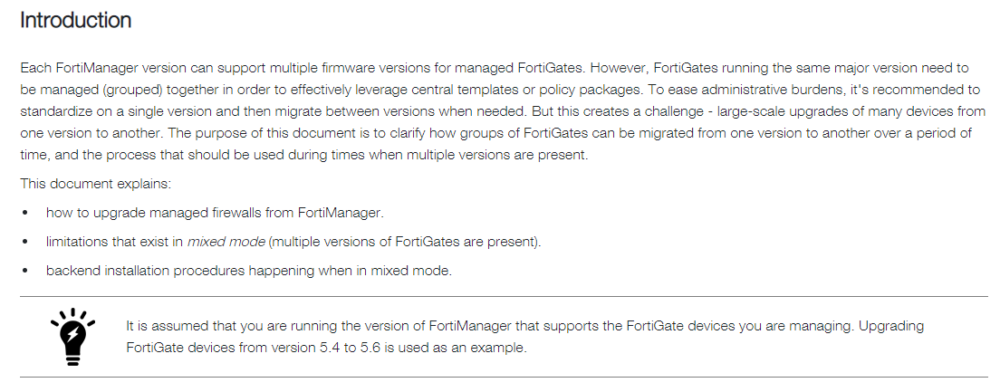 Introduction
Each FortiManager version can support multiple firmware versions for managed FortiGates. However, FortiGates running the same major version need to
be managed (grouped) together in order to effectively leverage central templates or policy packages. To ease administrative burdens, it's recommended to
standardize on a single version and then migrate between versions when needed. But this creates a challenge - large-scale upgrades of many devices from
one version to another. The purpose of this document is to clarify how groups of FortiGates can be migrated from one version to another over a period of
time, and the process that should be used during times when multiple versions are present.
This document explains:
• how to upgrade managed firewalls from FortiManager.
• limitations that exist in mixed mode (multiple versions of FortiGates are present).
• backend installation procedures happening when in mixed mode.
It is assumed that you are running the version of FortiManager that supports the FortiGate devices you are managing. Upgrading
FortiGate devices from version 5.4 to 5.6 is used as an example.